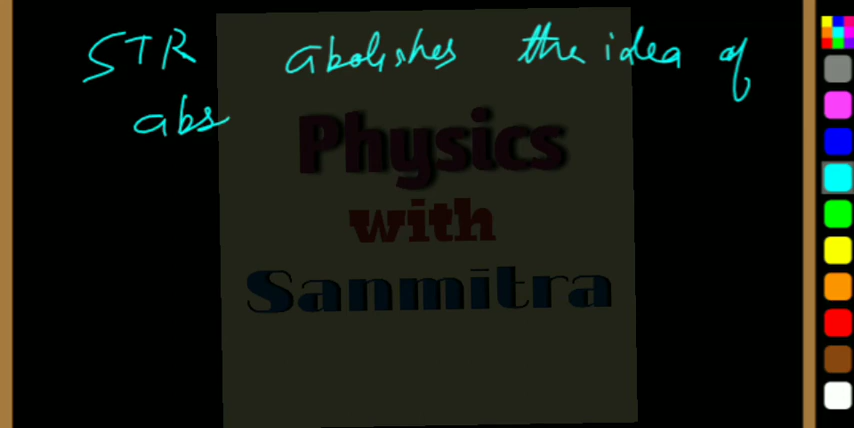 STR abolishes the idea of
abs
Physics
with
Sanmitra